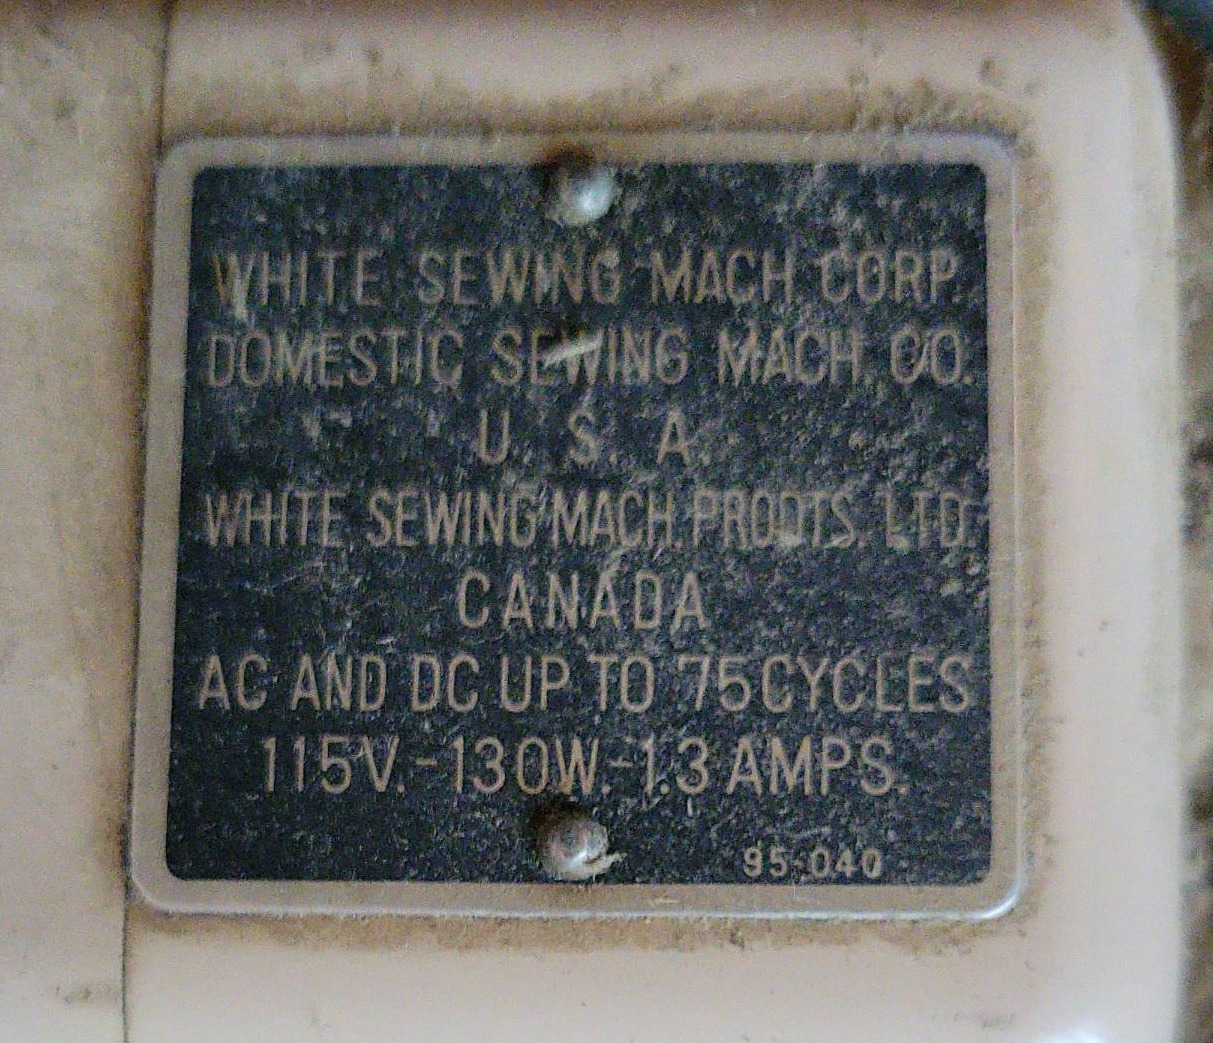 WHITE SEWING MACH CORP.
DOMESTIC SEWING MACH. CO.
U. S. A.
WHITE SEWING MACH. PRODTS. LTD.
CANADA
AC AND DC UP TO 75 CYCLES
115V. - 130W. - 1.3 AMPS.
95-040